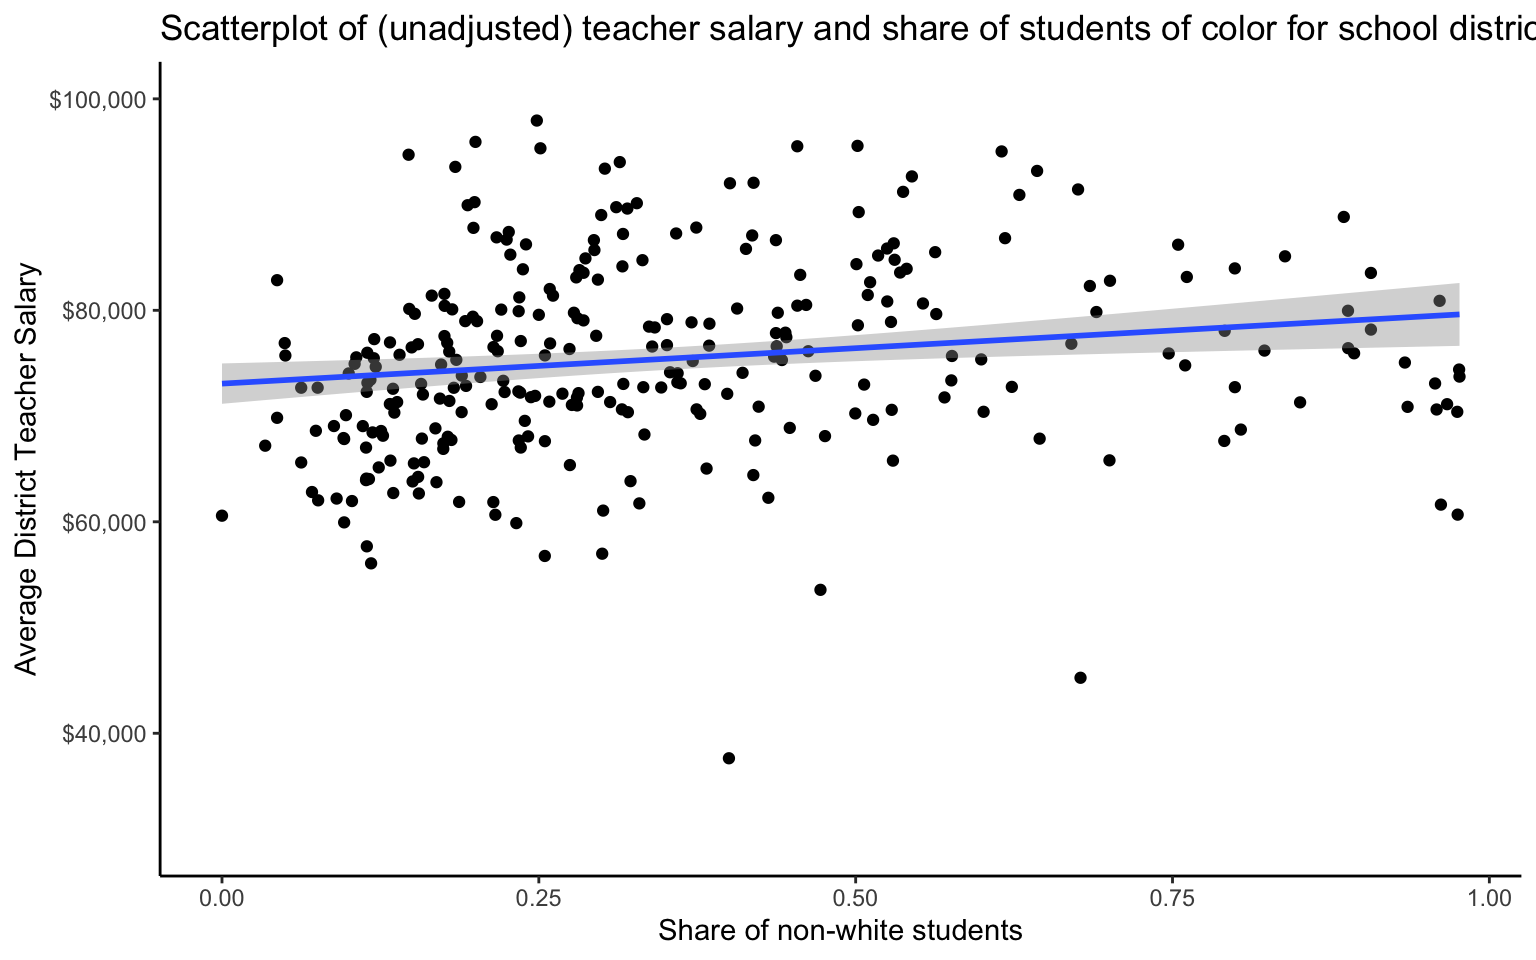 Scatterplot of (unadjusted) teacher salary and share of students of color for school distric
$100,000
$80,000
$60,000
$40,000
Average District Teacher Salary
0.00 0.25 0.50 0.75 1.00
Share of non-white students